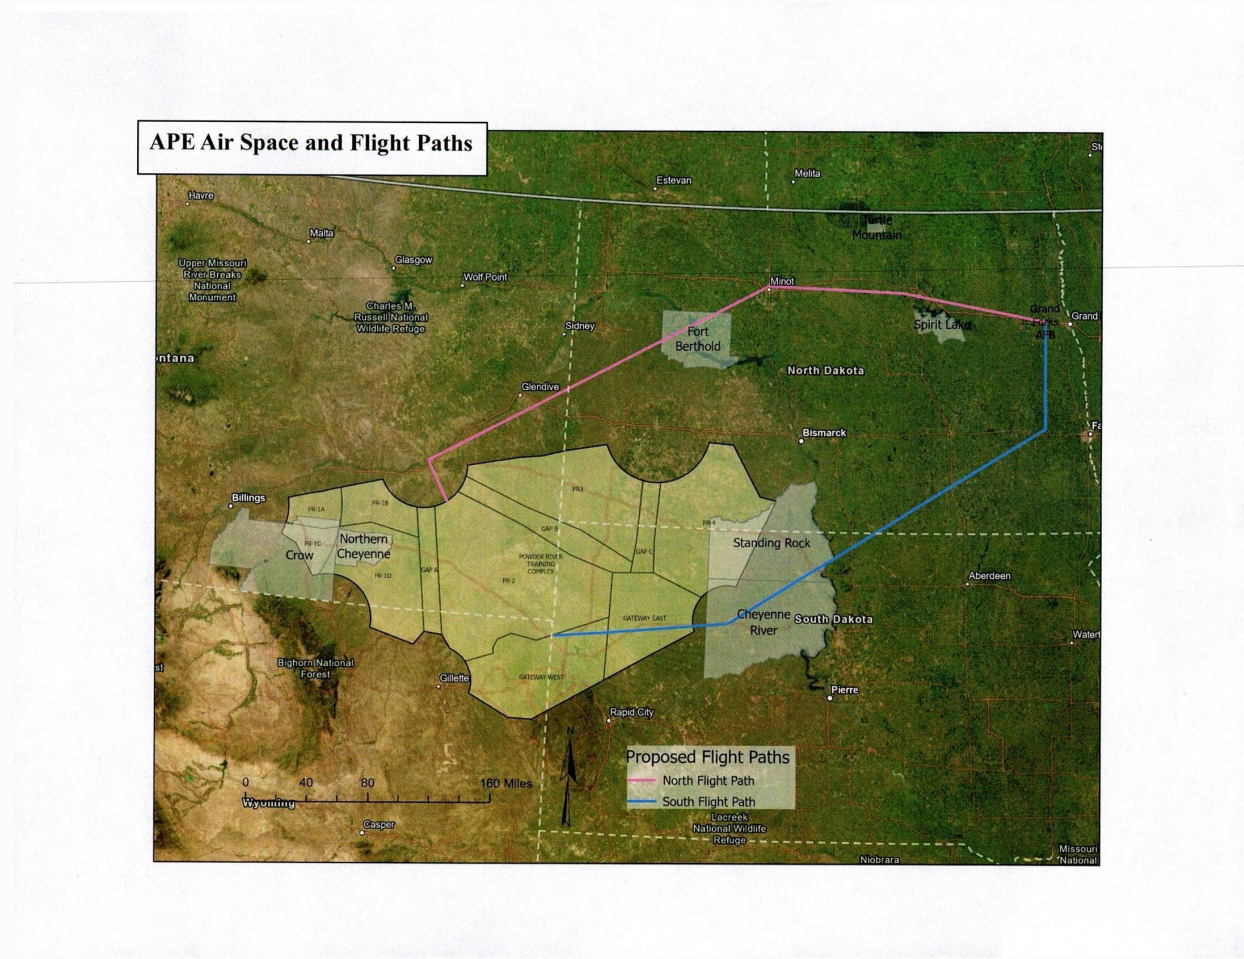 APE Air Space and Flight Paths
Estevan
Melita
Havre
Turtle
Mountain
Malta
Glasgow
Upper Missouri
River Breaks
National
Monument
Wolf Point
Minot
Charles M.
Russell National
Wildlife Refuge
Grand
Forks
AFB
Grand
Spirit Lake
Sidney
Fort
Berthold
ntana
North Dakota
Glendive
Bismarck
Fa
Billings
PR-1A
PR-1B
PR-3
PR-4
GAP B
Northern
Cheyenne
PR-1C
Crow
Standing Rock
GAP C
POWDER RIVER
TRAINING
COMPLEX
PR-1D
GAP A
PR-2
Aberdeen
Cheyenne
River
GATEWAY EAST
South Dakota
Watert
st
Bighorn National
Forest
Gillette
GATEWAY WEST
Pierre
Rapid City
N
Proposed Flight Paths
North Flight Path
South Flight Path
0 40 80 160 Miles
Wyoming
Casper
Lacreek
National Wildlife
Refuge
Missouri
National
Niobrara